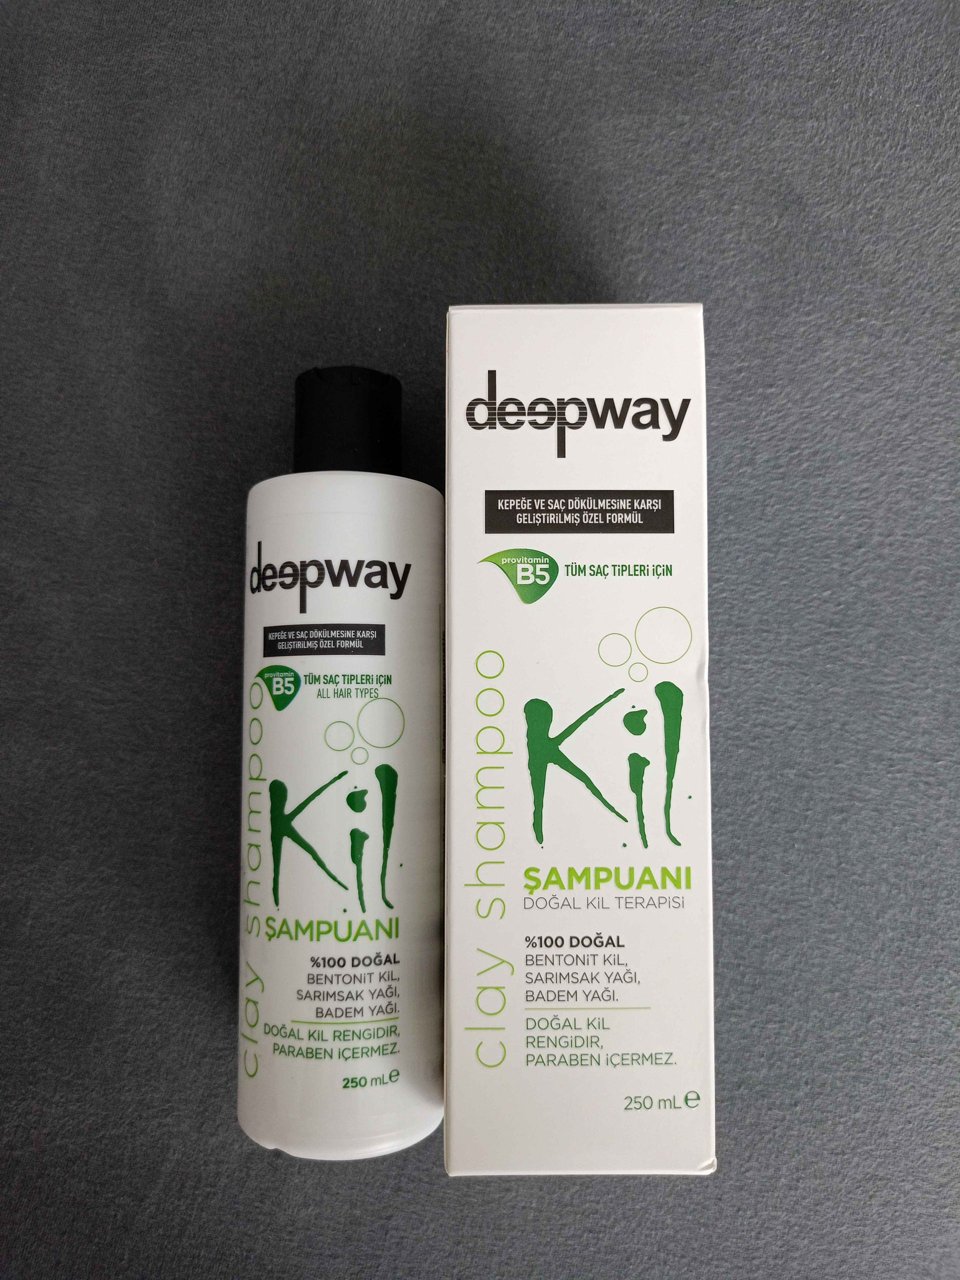 deepway
KEPEĞE VE SAÇ DÖKÜLMESİNE KARŞI
GELİŞTİRİLMİŞ ÖZEL FORMÜL
provitamin
B5
TÜM SAÇ TİPLERİ İÇİN
ALL HAIR TYPES
clay shampoo
Kil
ŞAMPUANI
%100 DOĞAL
BENTONİT KİL,
SARIMSAK YAĞI,
BADEM YAĞI.
DOĞAL KİL RENGİDİR,
PARABEN İÇERMEZ.
250 mL e
deepway
KEPEĞE VE SAÇ DÖKÜLMESİNE KARŞI
GELİŞTİRİLMİŞ ÖZEL FORMÜL
provitamin
B5
TÜM SAÇ TİPLERİ İÇİN
clay shampoo
Kil
ŞAMPUANI
DOĞAL KİL TERAPİSİ
%100 DOĞAL
BENTONİT KİL,
SARIMSAK YAĞI,
BADEM YAĞI.
DOĞAL KİL
RENGİDİR,
PARABEN İÇERMEZ.
250 mL e